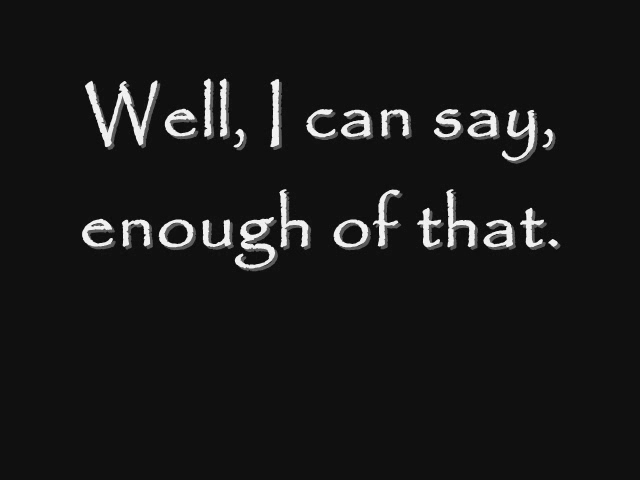 Well, I can say,
enough of that.